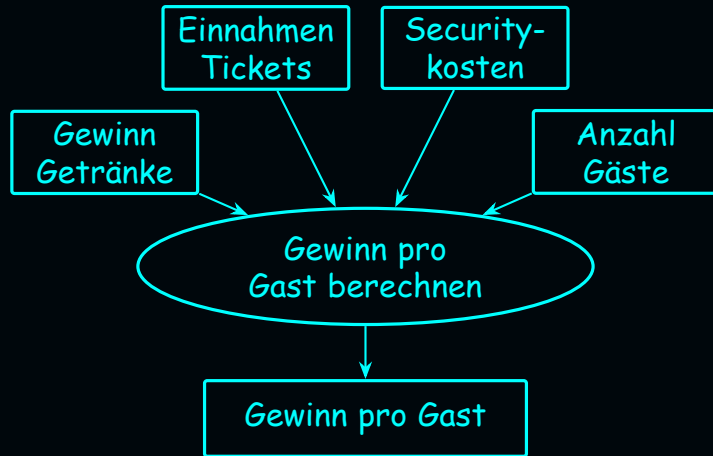 Einnahmen
Tickets
Security-
kosten
Gewinn
Getränke
Anzahl
Gäste
Gewinn pro
Gast berechnen
Gewinn pro Gast